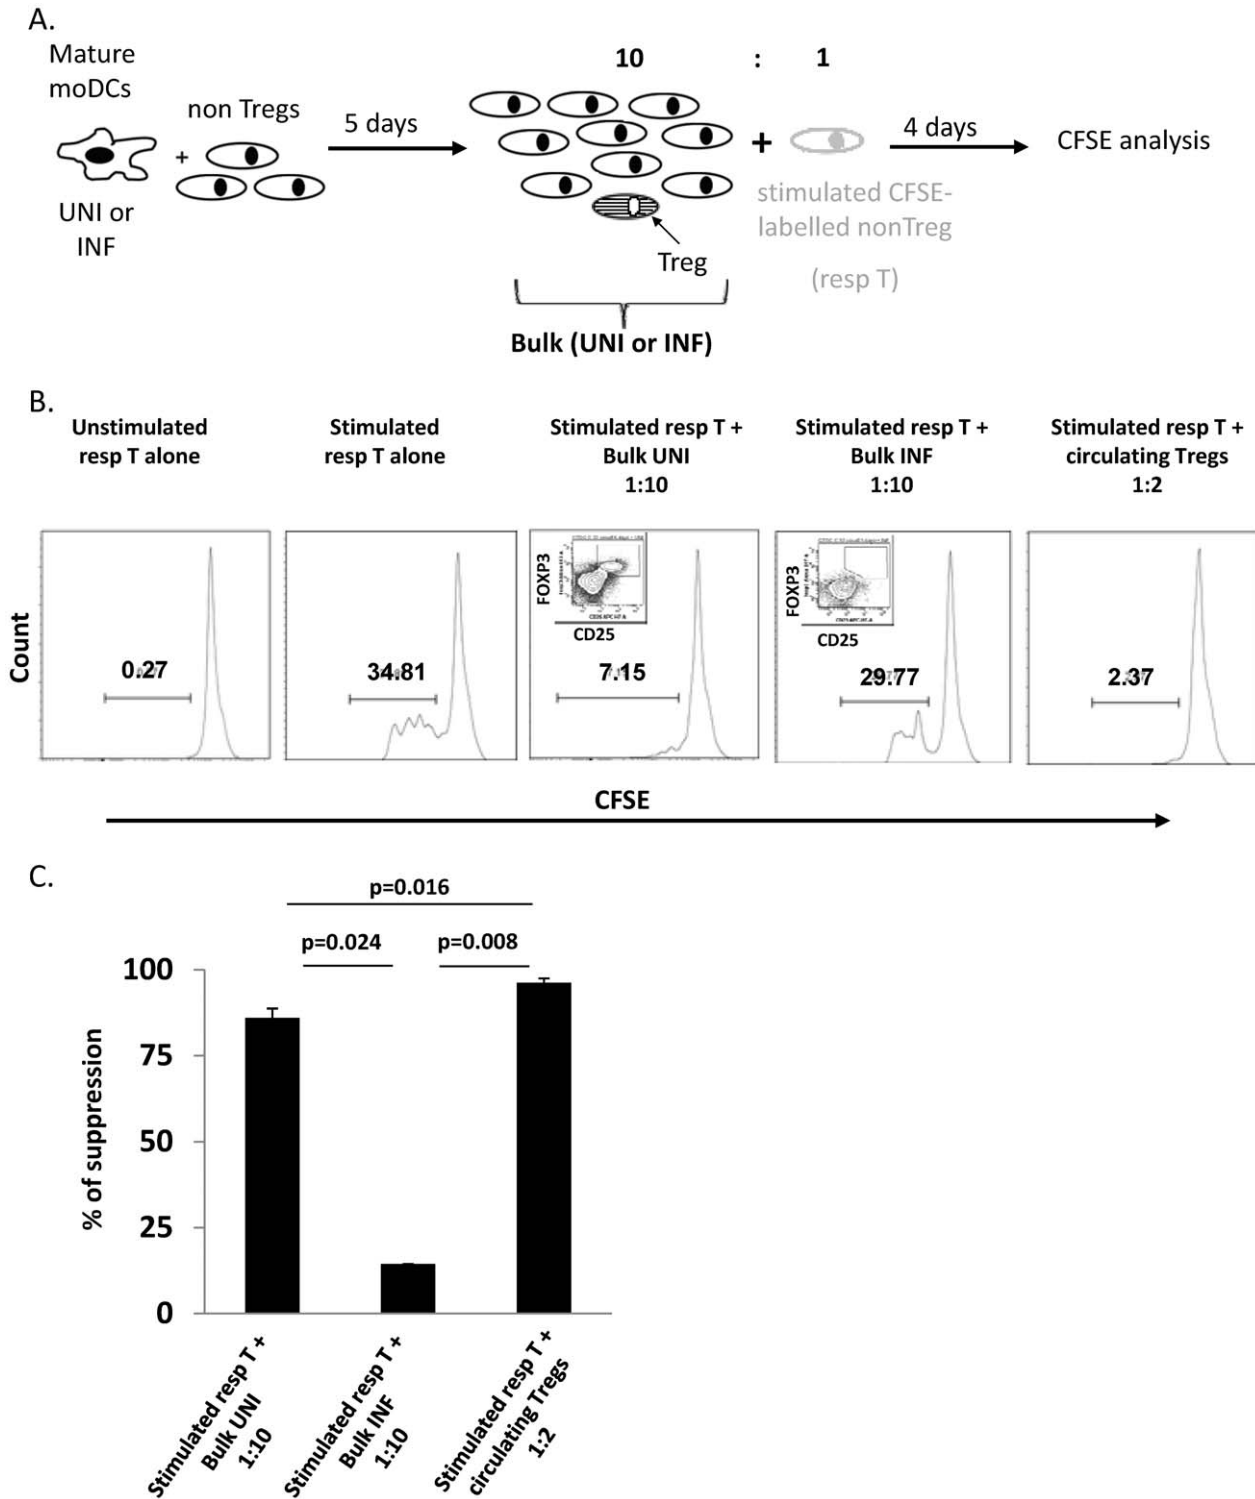 A.
Mature
moDCs
non Tregs
+
UNI or
INF
5 days
10 : 1
+
4 days
CFSE analysis
stimulated CFSE-
labelled nonTreg
(resp T)
Treg
Bulk (UNI or INF)
B.
Unstimulated
resp T alone
Stimulated
resp T alone
Stimulated resp T +
Bulk UNI
1:10
Stimulated resp T +
Bulk INF
1:10
Stimulated resp T +
circulating Tregs
1:2
Count
0.27
34.81
FOXP3
CD25
7.15
FOXP3
CD25
29.77
2.37
CFSE
C.
p=0.016
p=0.024
p=0.008
% of suppression
100
75
50
25
0
Stimulated resp T +
Bulk UNI
1:10
Stimulated resp T +
Bulk INF
1:10
Stimulated resp T +
circulating Tregs
1:2